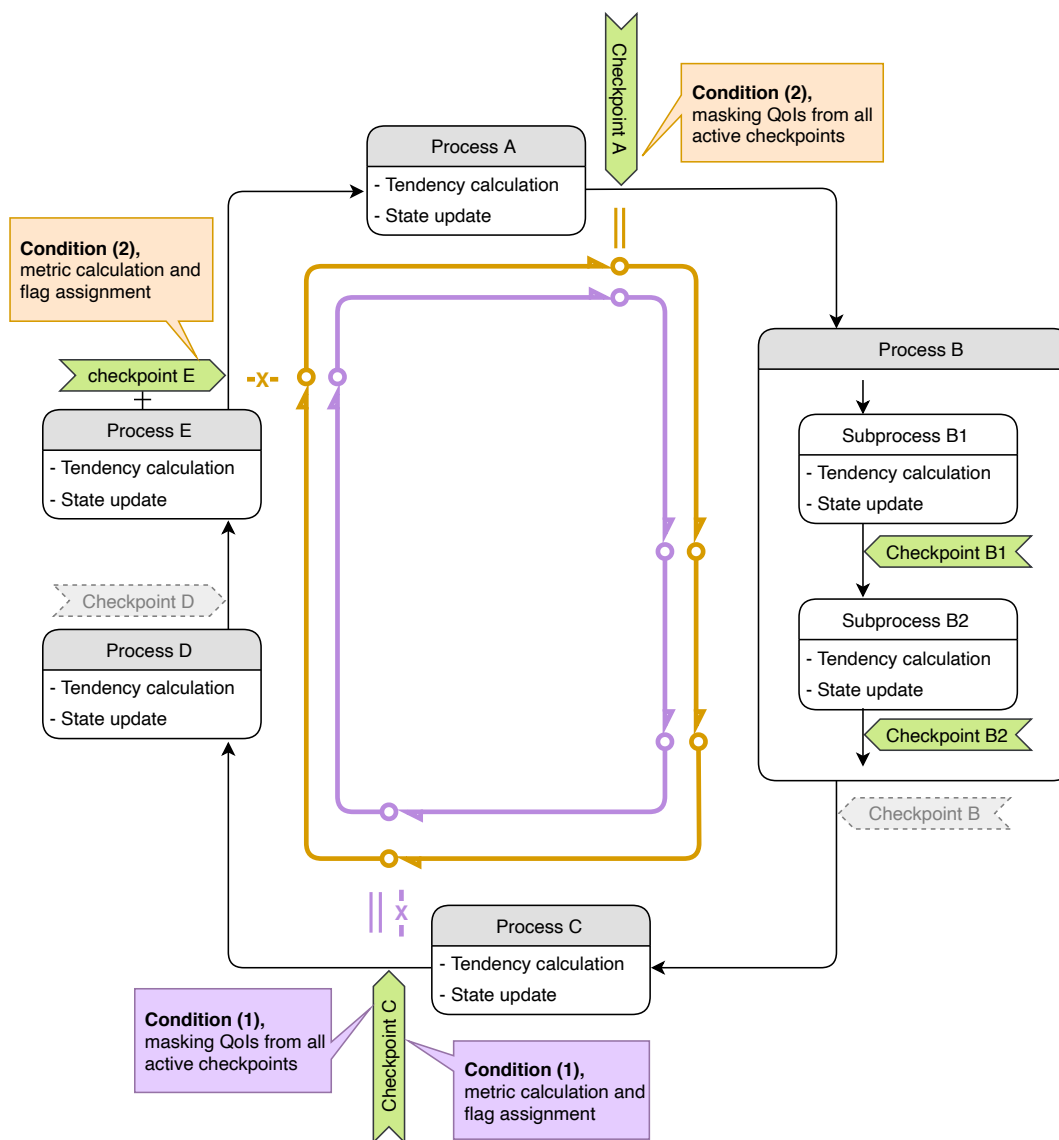 Checkpoint A
Condition (2),
masking QoIs from all
active checkpoints
Process A
- Tendency calculation
- State update
Condition (2),
metric calculation and
flag assignment
checkpoint E
-x-
Process B
Subprocess B1
- Tendency calculation
- State update
Checkpoint B1
Subprocess B2
- Tendency calculation
- State update
Checkpoint B2
Checkpoint B
Process E
- Tendency calculation
- State update
Checkpoint D
Process D
- Tendency calculation
- State update
-x-
Process C
- Tendency calculation
- State update
Checkpoint C
Condition (1),
masking QoIs from all
active checkpoints
Condition (1),
metric calculation and
flag assignment